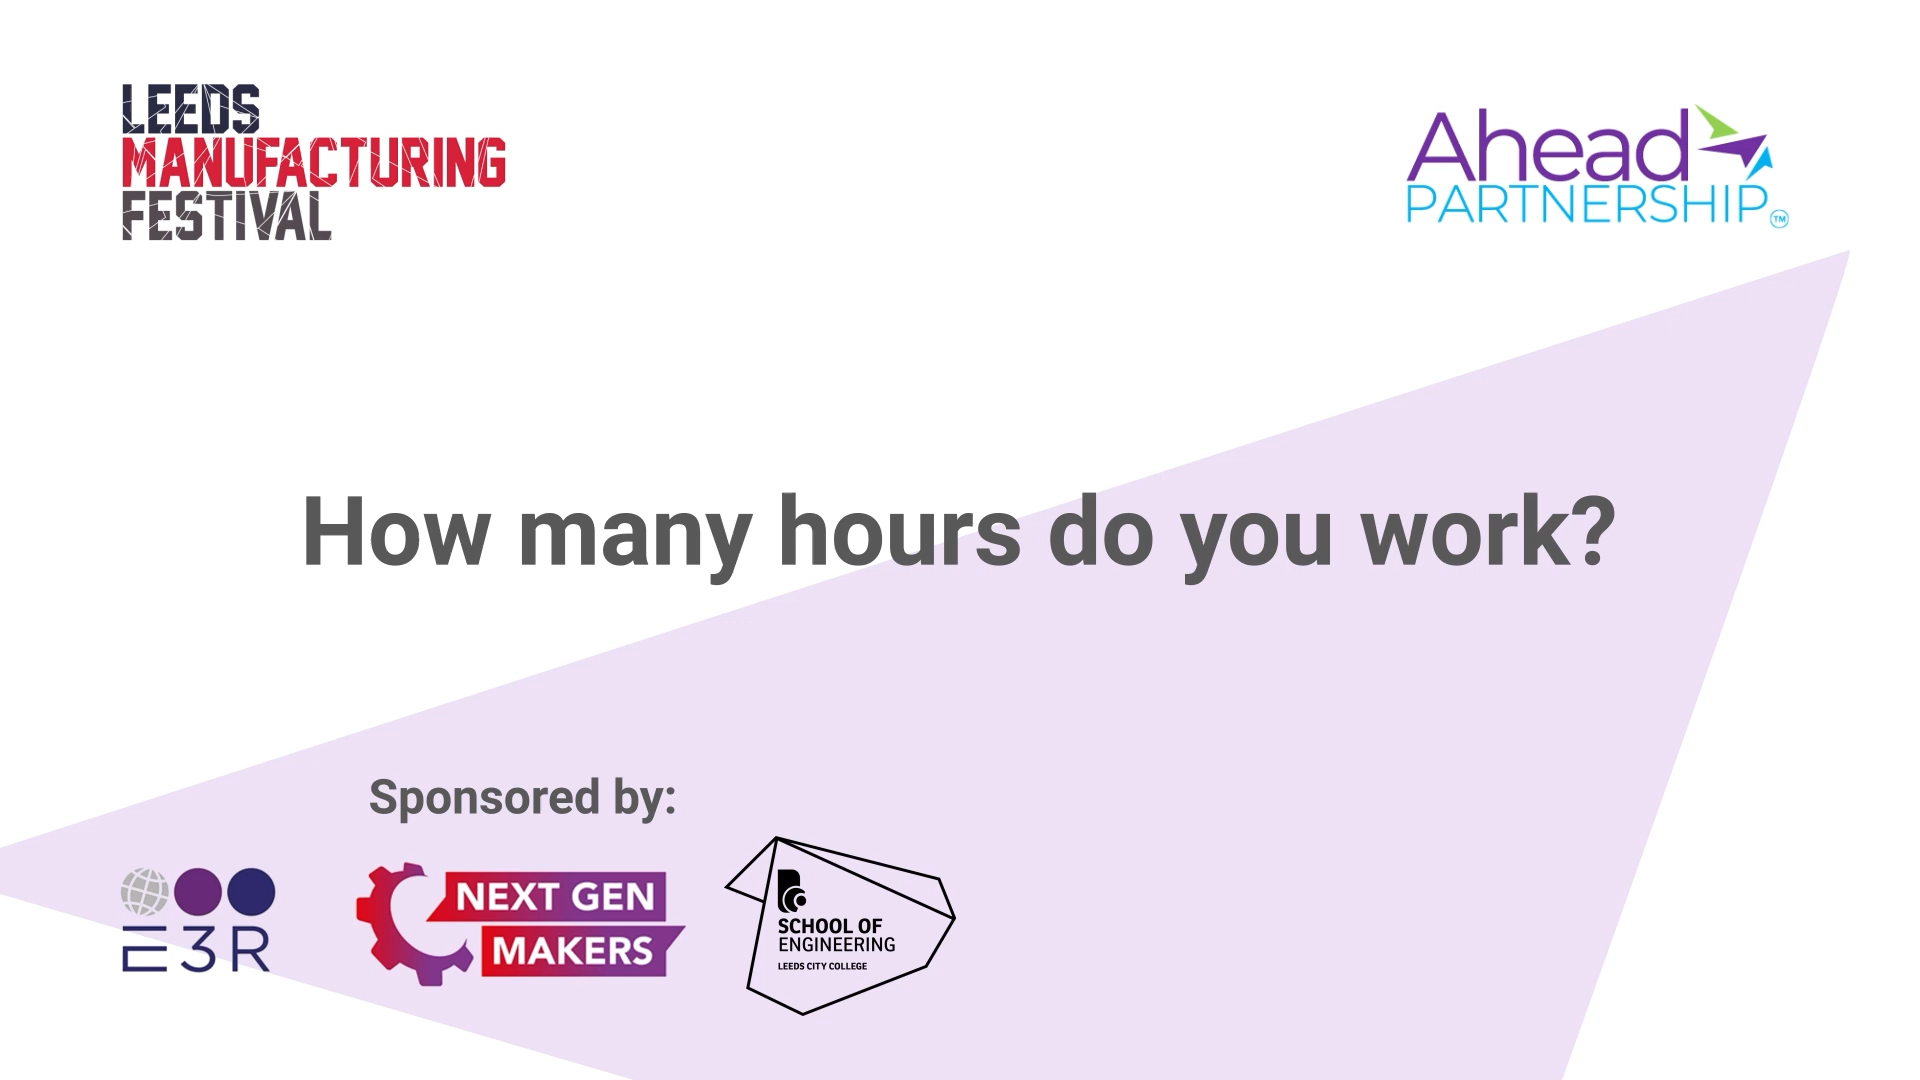 LEEDS
MANUFACTURING
FESTIVAL
Ahead
PARTNERSHIP
TM
How many hours do you work?
Sponsored by:
E3R
NEXT GEN
MAKERS
SCHOOL OF
ENGINEERING
LEEDS CITY COLLEGE